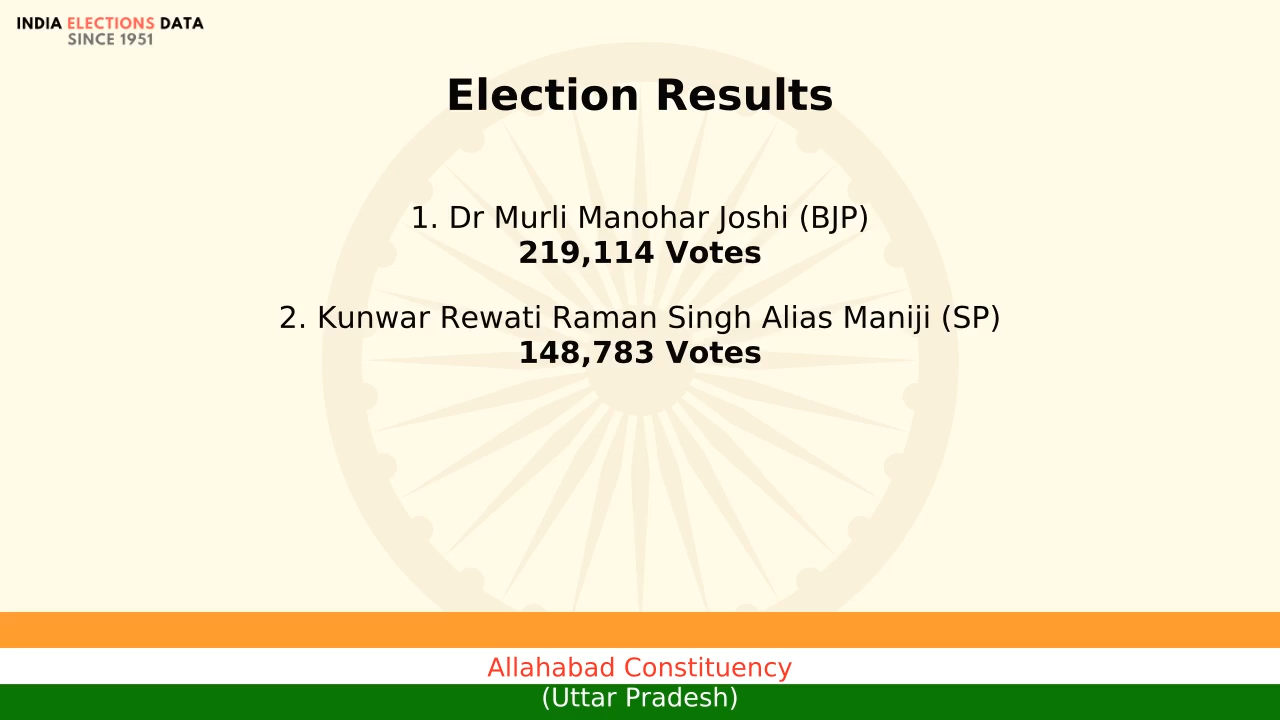 INDIA ELECTIONS DATA
SINCE 1951
Election Results
1. Dr Murli Manohar Joshi (BJP)
219,114 Votes
2. Kunwar Rewati Raman Singh Alias Maniji (SP)
148,783 Votes
Allahabad Constituency
(Uttar Pradesh)